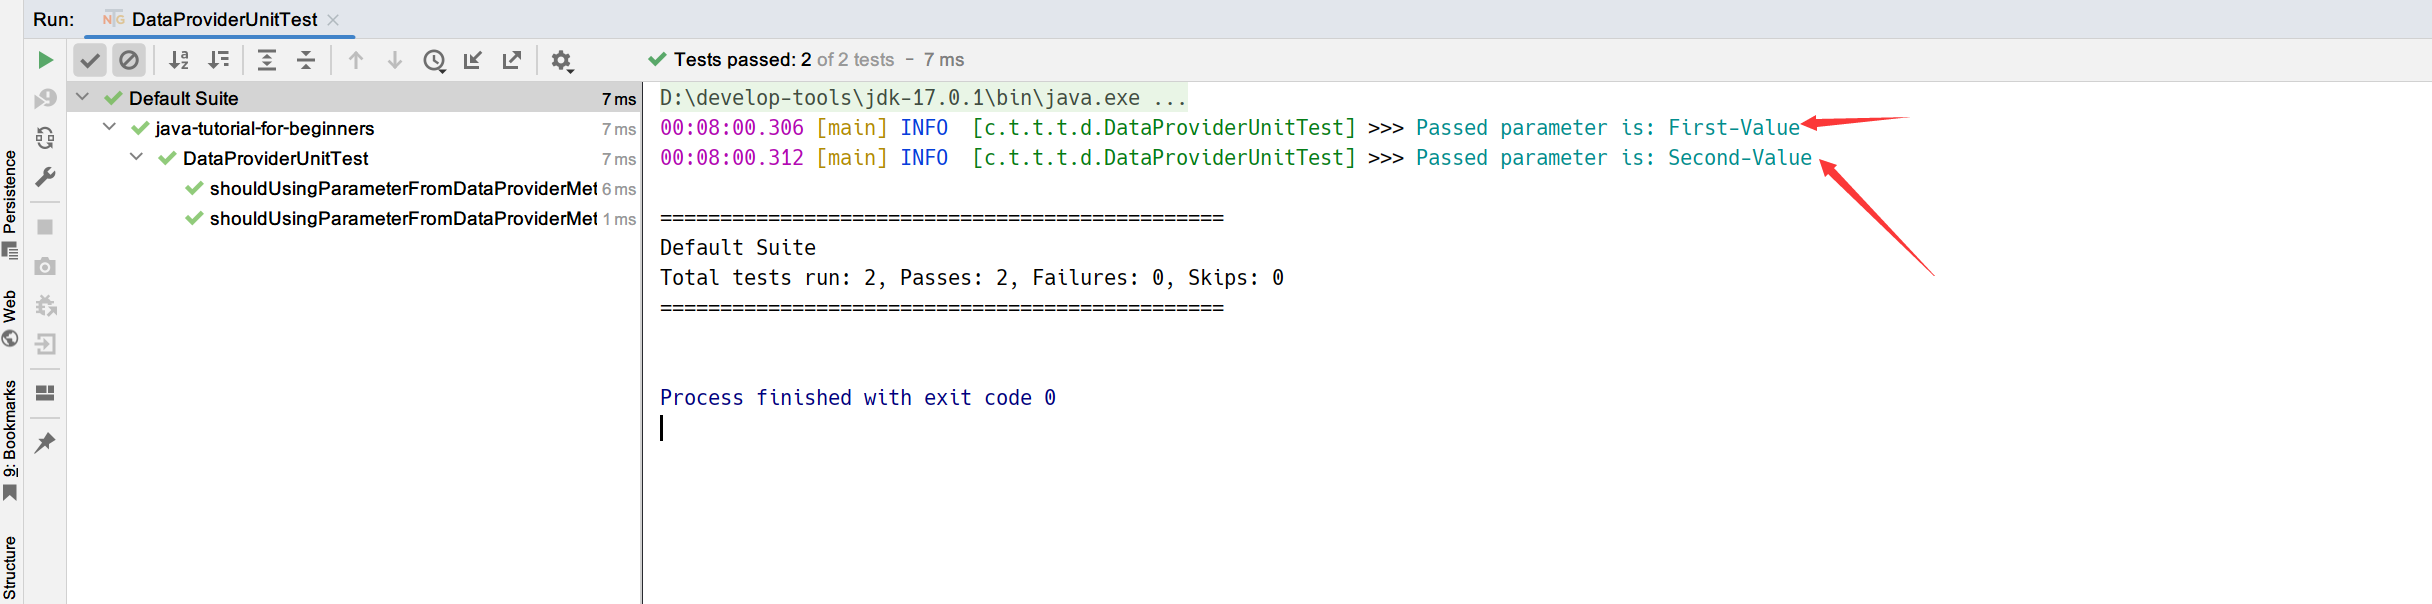 Run: DataProviderUnitTest
Tests passed: 2 of 2 tests – 7 ms
Default Suite 7 ms
java-tutorial-for-beginners 7 ms
DataProviderUnitTest 7 ms
shouldUsingParameterFromDataProviderMet 6 ms
shouldUsingParameterFromDataProviderMet 1 ms
D:\develop-tools\jdk-17.0.1\bin\java.exe ...
00:08:00.306 [main] INFO  [c.t.t.t.d.DataProviderUnitTest] >>> Passed parameter is: First-Value
00:08:00.312 [main] INFO  [c.t.t.t.d.DataProviderUnitTest] >>> Passed parameter is: Second-Value
===============================================
Default Suite
Total tests run: 2, Passes: 2, Failures: 0, Skips: 0
===============================================
Process finished with exit code 0
Persistence
Web
9: Bookmarks
Structure